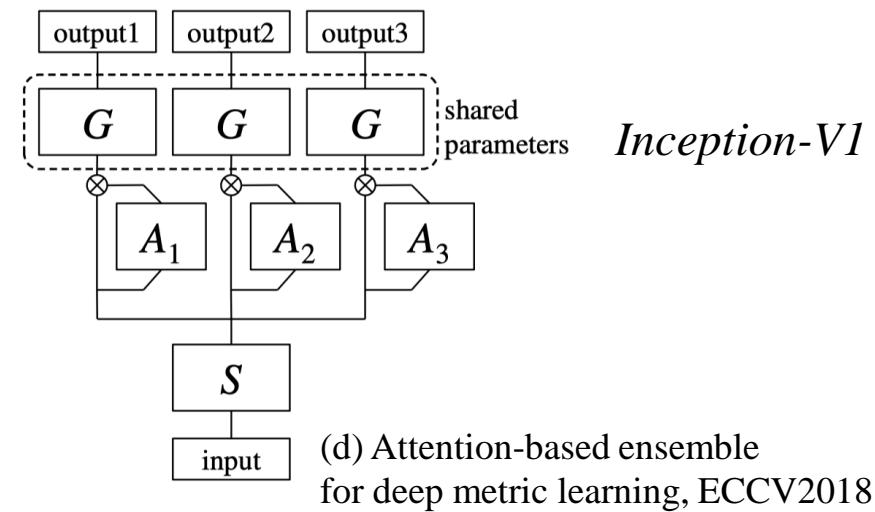 output1 output2 output3
G G G
shared
parameters
Inception-V1
⊗ ⊗ ⊗
A1 A2 A3
S
input
(d) Attention-based ensemble
for deep metric learning, ECCV2018